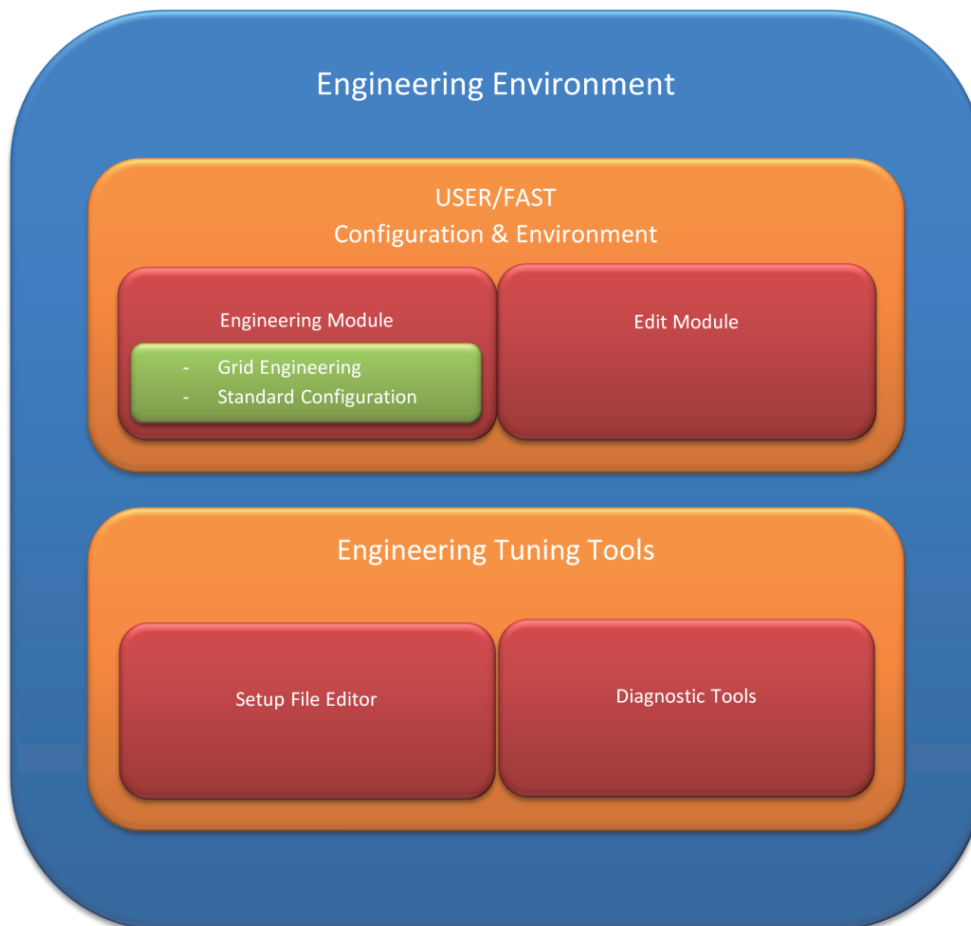 Engineering Environment
USER/FAST
Configuration & Environment
Engineering Module
- Grid Engineering
- Standard Configuration
Edit Module
Engineering Tuning Tools
Setup File Editor
Diagnostic Tools